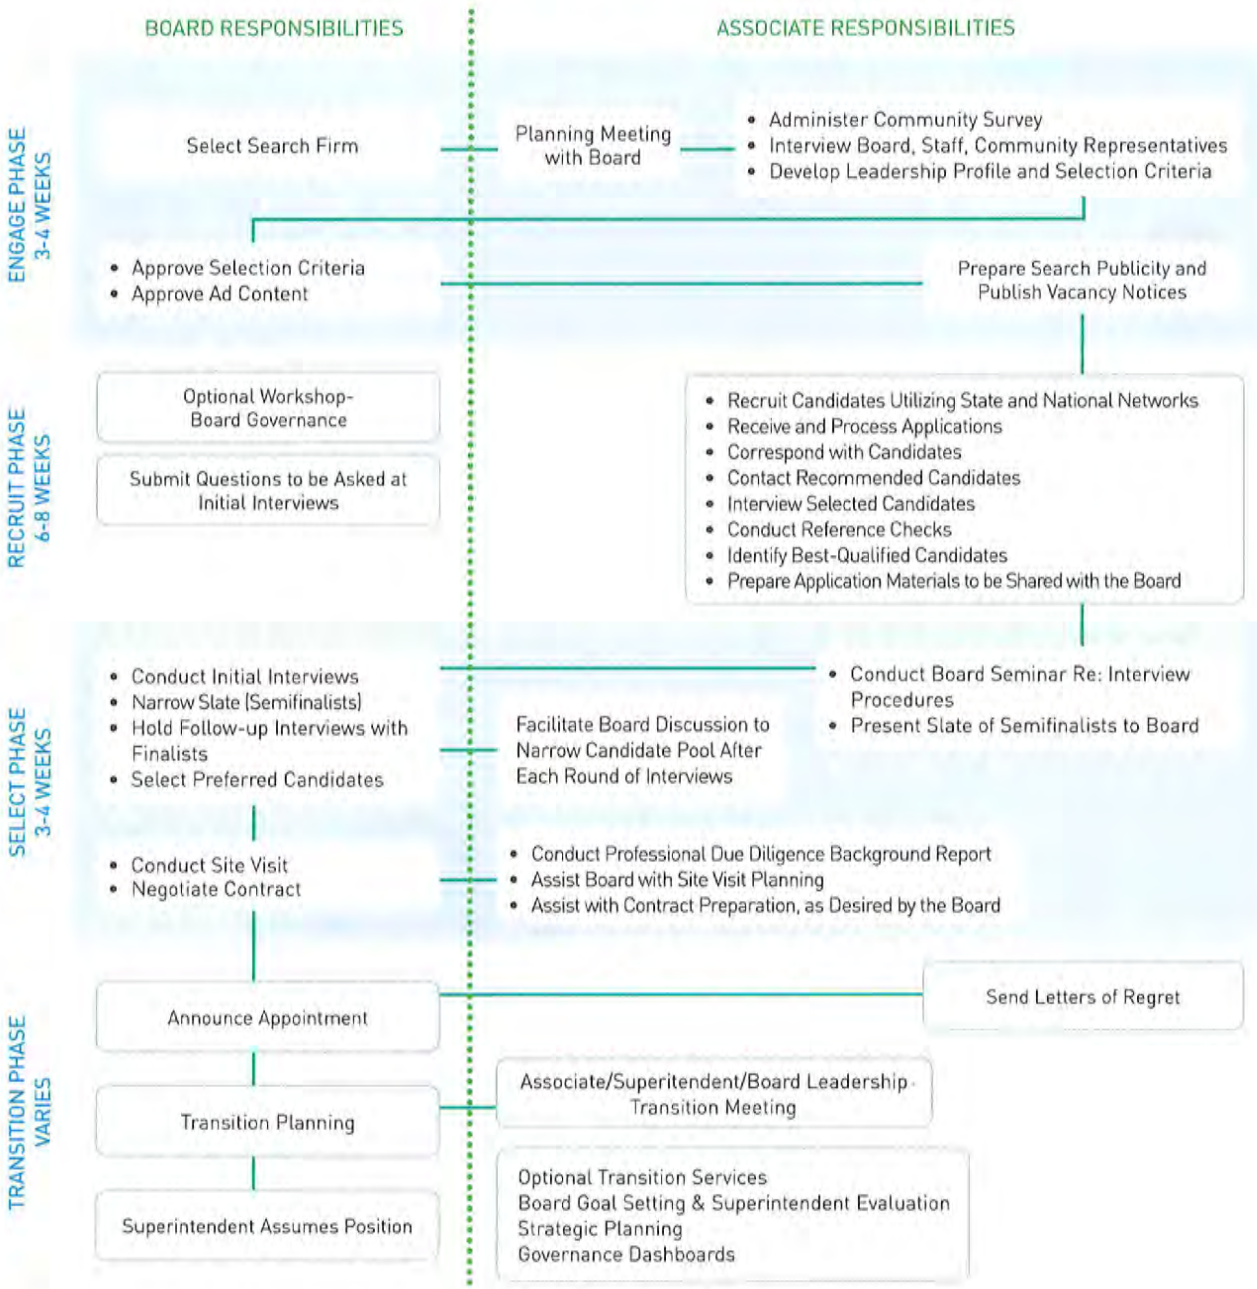 BOARD RESPONSIBILITIES
ASSOCIATE RESPONSIBILITIES
ENGAGE PHASE
3-4 WEEKS
Select Search Firm
Planning Meeting
with Board
• Administer Community Survey
• Interview Board, Staff, Community Representatives
• Develop Leadership Profile and Selection Criteria
• Approve Selection Criteria
• Approve Ad Content
Prepare Search Publicity and
Publish Vacancy Notices
RECRUIT PHASE
6-8 WEEKS
Optional Workshop-
Board Governance
Submit Questions to be Asked at
Initial Interviews
• Recruit Candidates Utilizing State and National Networks
• Receive and Process Applications
• Correspond with Candidates
• Contact Recommended Candidates
• Interview Selected Candidates
• Conduct Reference Checks
• Identify Best-Qualified Candidates
• Prepare Application Materials to be Shared with the Board
SELECT PHASE
3-4 WEEKS
• Conduct Initial Interviews
• Narrow Slate (Semifinalists)
• Hold Follow-up Interviews with
Finalists
• Select Preferred Candidates
Facilitate Board Discussion to
Narrow Candidate Pool After
Each Round of Interviews
• Conduct Board Seminar Re: Interview
Procedures
• Present Slate of Semifinalists to Board
• Conduct Site Visit
• Negotiate Contract
• Conduct Professional Due Diligence Background Report
• Assist Board with Site Visit Planning
• Assist with Contract Preparation, as Desired by the Board
TRANSITION PHASE
VARIES
Announce Appointment
Send Letters of Regret
Transition Planning
Associate/Superitendent/Board Leadership
Transition Meeting
Superintendent Assumes Position
Optional Transition Services
Board Goal Setting & Superintendent Evaluation
Strategic Planning
Governance Dashboards